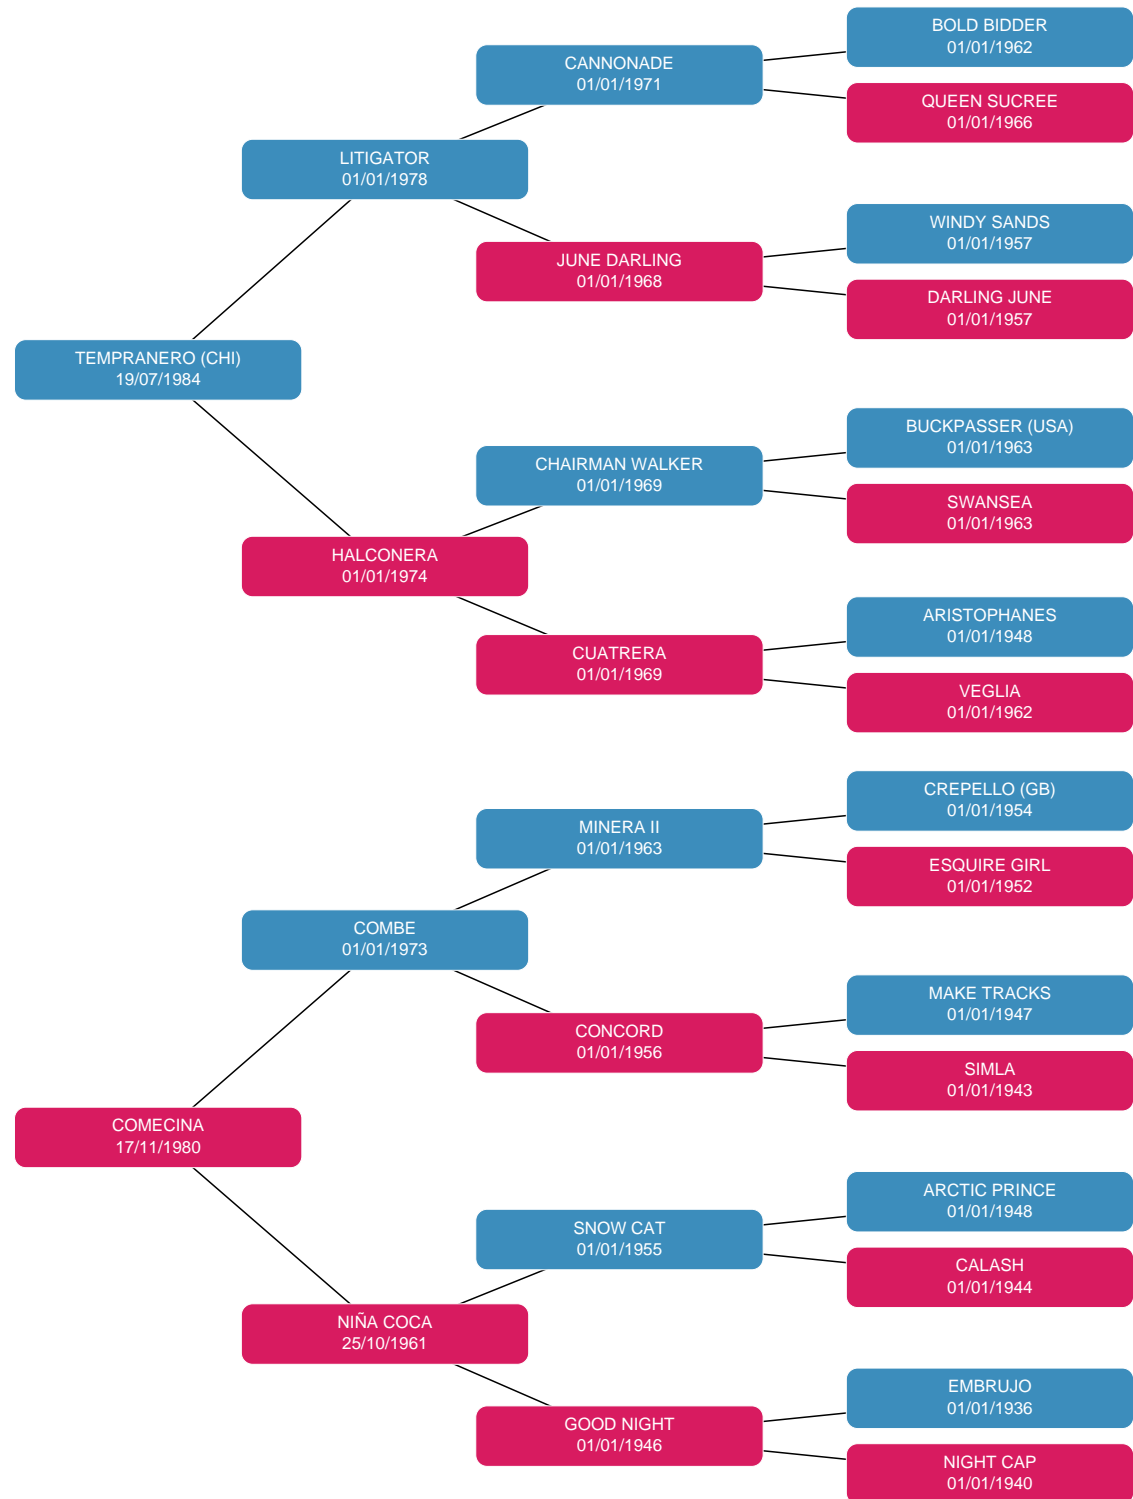 BOLD BIDDER
01/01/1962
CANNONADE
01/01/1971
QUEEN SUCREE
01/01/1966
LITIGATOR
01/01/1978
WINDY SANDS
01/01/1957
JUNE DARLING
01/01/1968
DARLING JUNE
01/01/1957
TEMPRANERO (CHI)
19/07/1984
BUCKPASSER (USA)
01/01/1963
CHAIRMAN WALKER
01/01/1969
SWANSEA
01/01/1963
HALCONERA
01/01/1974
ARISTOPHANES
01/01/1948
CUATRERA
01/01/1969
VEGLIA
01/01/1962
CREPELLO (GB)
01/01/1954
MINERA II
01/01/1963
ESQUIRE GIRL
01/01/1952
COMBE
01/01/1973
MAKE TRACKS
01/01/1947
CONCORD
01/01/1956
SIMLA
01/01/1943
COMECINA
17/11/1980
ARCTIC PRINCE
01/01/1948
SNOW CAT
01/01/1955
CALASH
01/01/1944
NIÑA COCA
25/10/1961
EMBRUJO
01/01/1936
GOOD NIGHT
01/01/1946
NIGHT CAP
01/01/1940